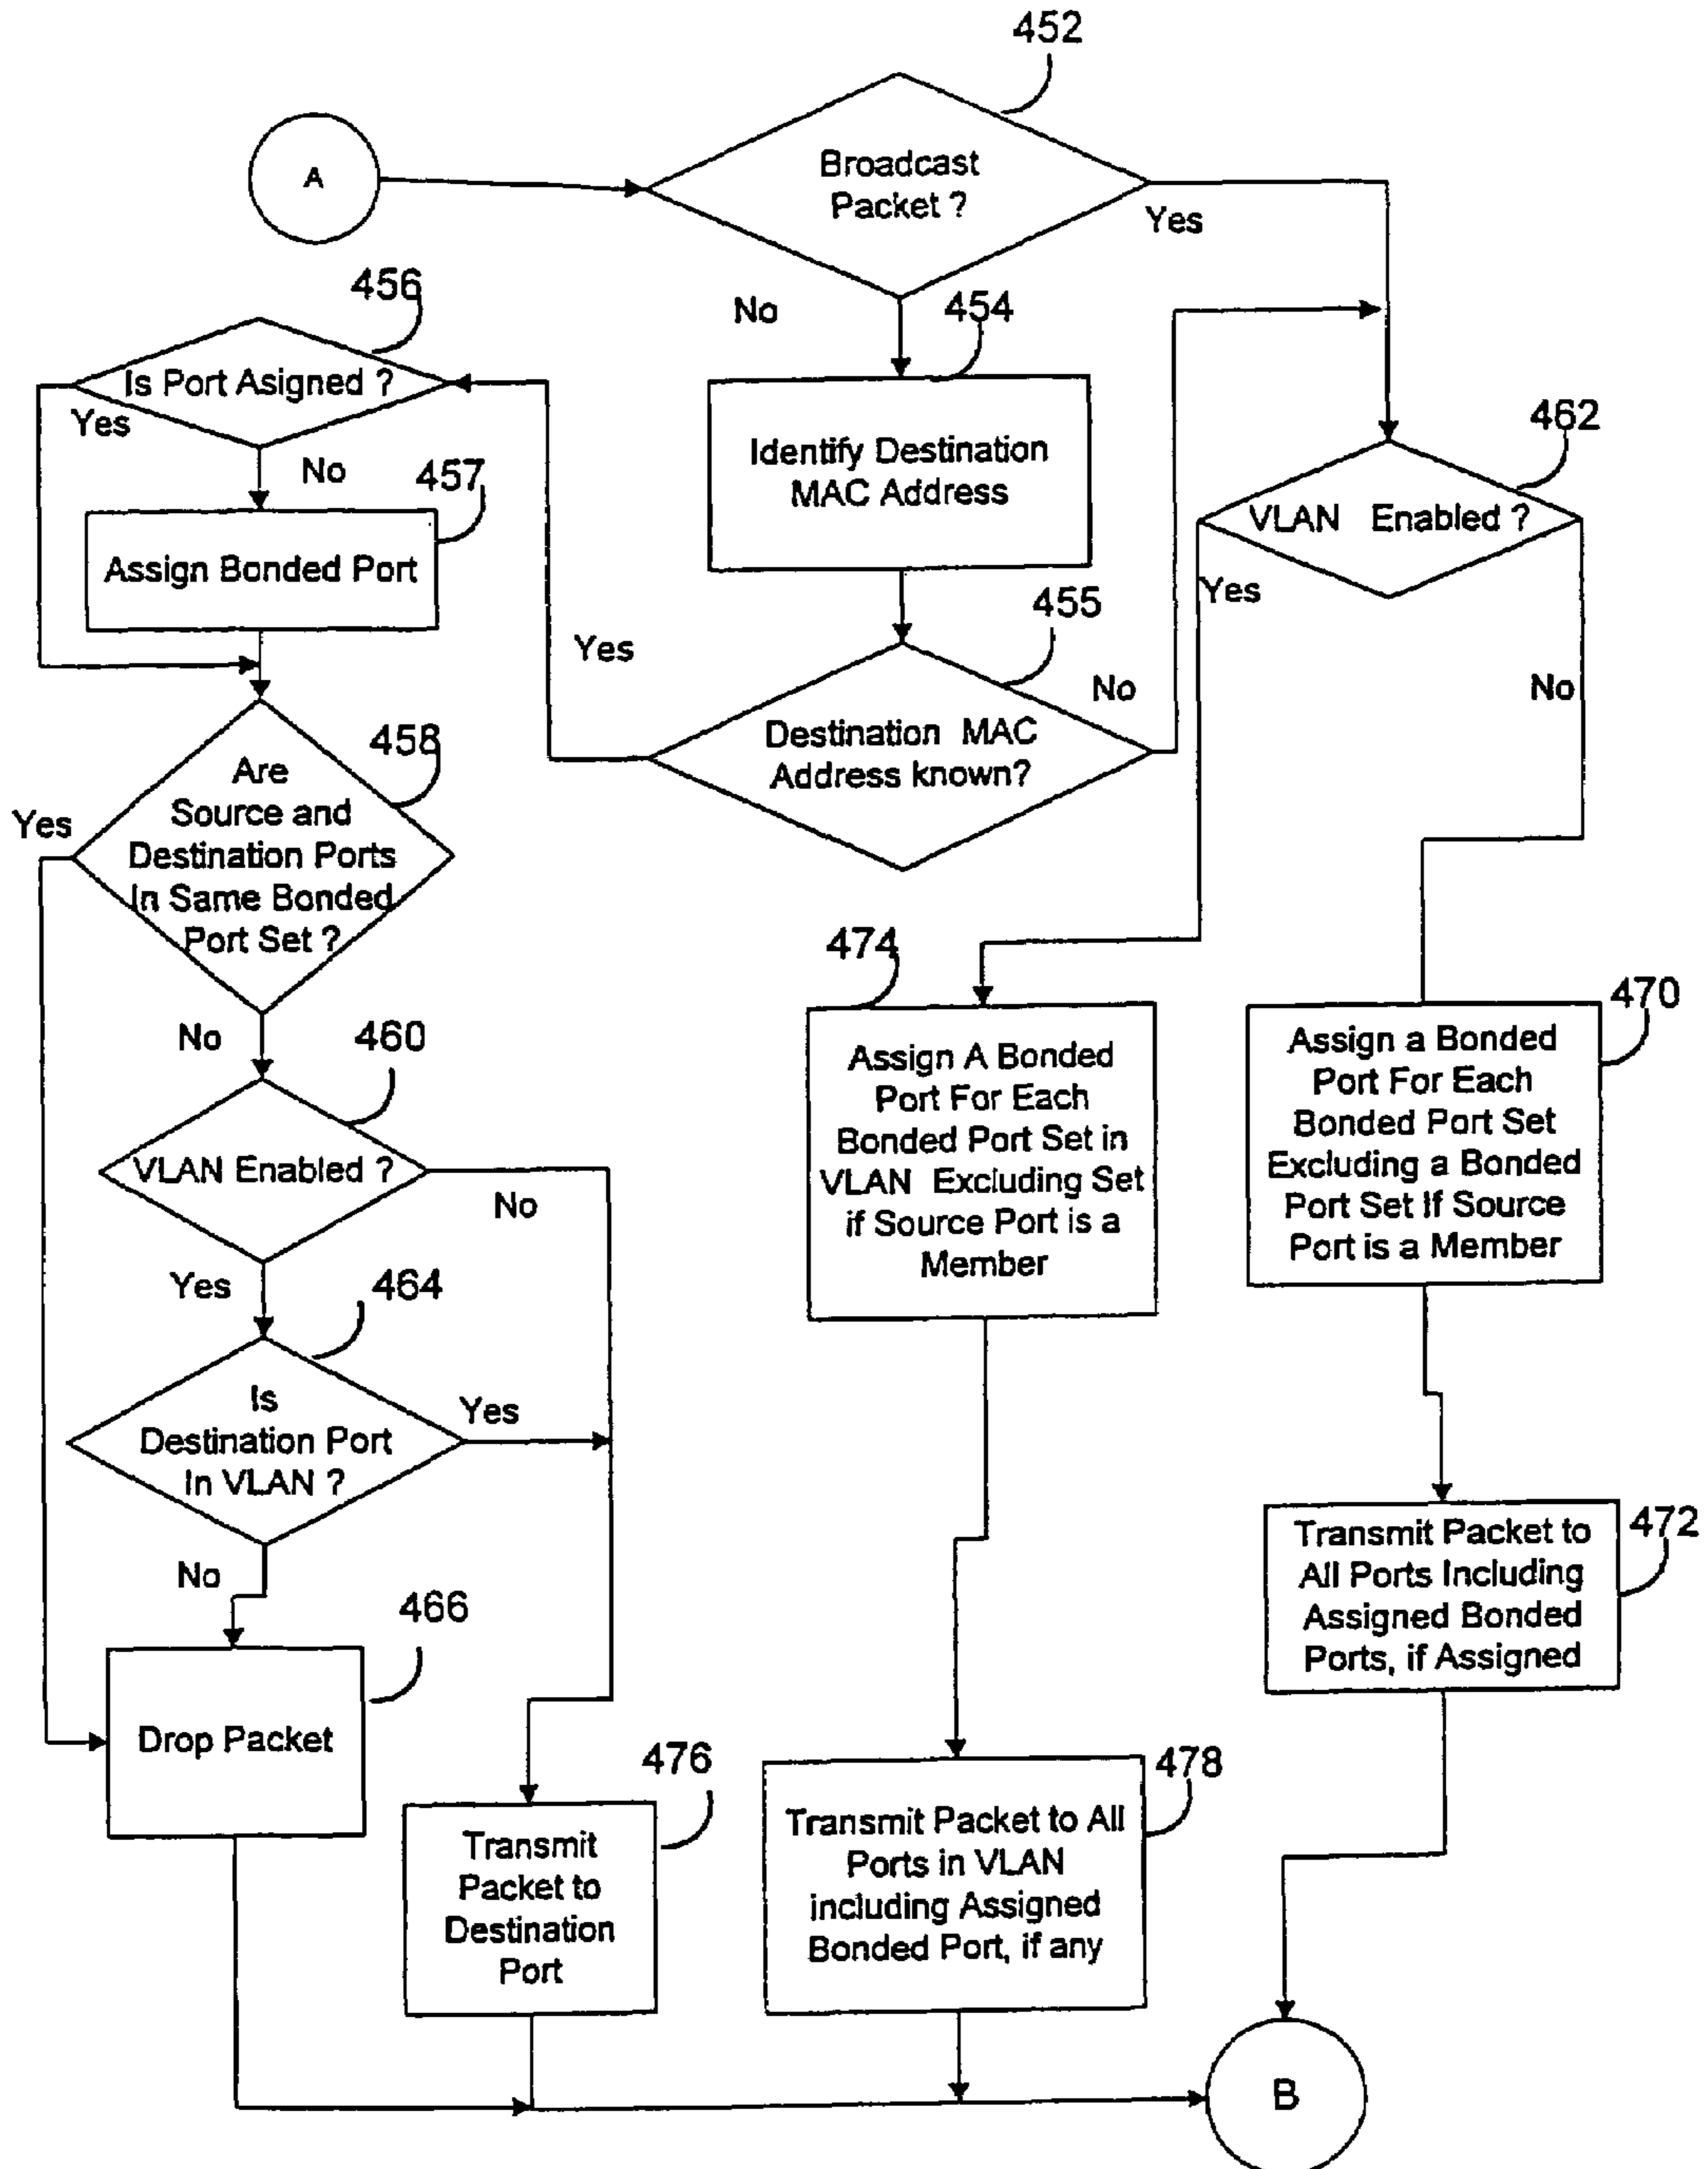 452
A
Broadcast
Packet ?
Yes
No
456
454
Is Port Asigned ?
Yes
No
457
Assign Bonded Port
Identify Destination
MAC Address
462
VLAN Enabled ?
Yes
No
455
Yes
No
Destination MAC
Address known?
458
Are
Source and
Destination Ports
In Same Bonded
Port Set ?
Yes
No
460
VLAN Enabled ?
No
Yes
464
Is
Destination Port
In VLAN ?
Yes
No
466
Drop Packet
474
Assign A Bonded
Port For Each
Bonded Port Set in
VLAN Excluding Set
if Source Port is a
Member
470
Assign a Bonded
Port For Each
Bonded Port Set
Excluding a Bonded
Port Set If Source
Port is a Member
472
Transmit Packet to
All Ports Including
Assigned Bonded
Ports, if Assigned
476
Transmit
Packet to
Destination
Port
478
Transmit Packet to All
Ports in VLAN
including Assigned
Bonded Port, if any
B